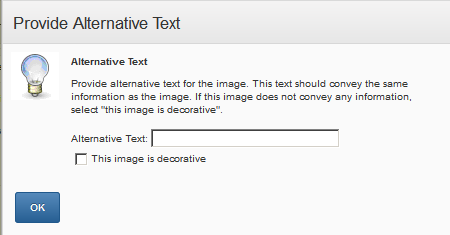 Provide Alternative Text
Alternative Text
Provide alternative text for the image. This text should convey the same
information as the image. If this image does not convey any information,
select "this image is decorative".
Alternative Text:
This image is decorative
OK